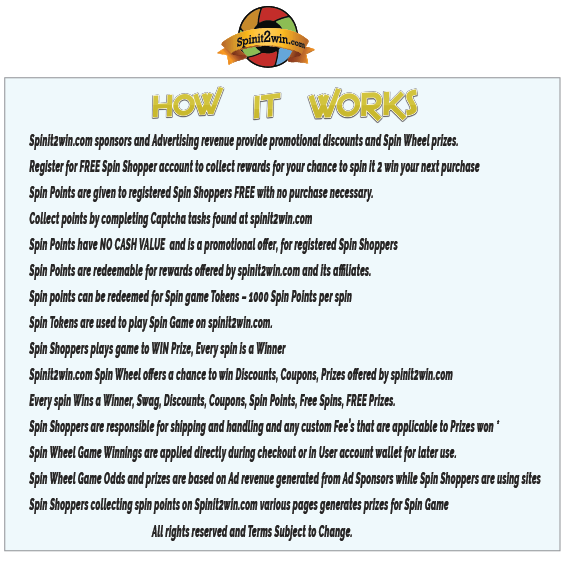 Spinit2win.com
HOW IT WORKS
Spinit2win.com sponsors and Advertising revenue provide promotional discounts and Spin Wheel prizes.
Register for FREE Spin Shopper account to collect rewards for your chance to spin it 2 win your next purchase
Spin Points are given to registered Spin Shoppers FREE with no purchase necessary.
Collect points by completing Captcha tasks found at spinit2win.com
Spin Points have NO CASH VALUE and is a promotional offer, for registered Spin Shoppers
Spin Points are redeemable for rewards offered by spinit2win.com and its affiliates.
Spin points can be redeemed for Spin game Tokens – 1000 Spin Points per spin
Spin Tokens are used to play Spin Game on spinit2win.com.
Spin Shoppers plays game to WIN Prize, Every spin is a Winner
Spinit2win.com Spin Wheel offers a chance to win Discounts, Coupons, Prizes offered by spinit2win.com
Every spin Wins a Winner, Swag, Discounts, Coupons, Spin Points, Free Spins, FREE Prizes.
Spin Shoppers are responsible for shipping and handling and any custom Fee's that are applicable to Prizes won *
Spin Wheel Game Winnings are applied directly during checkout or in User account wallet for later use.
Spin Wheel Game Odds and prizes are based on Ad revenue generated from Ad Sponsors while Spin Shoppers are using sites
Spin Shoppers collecting spin points on Spinit2win.com various pages generates prizes for Spin Game
All rights reserved and Terms Subject to Change.